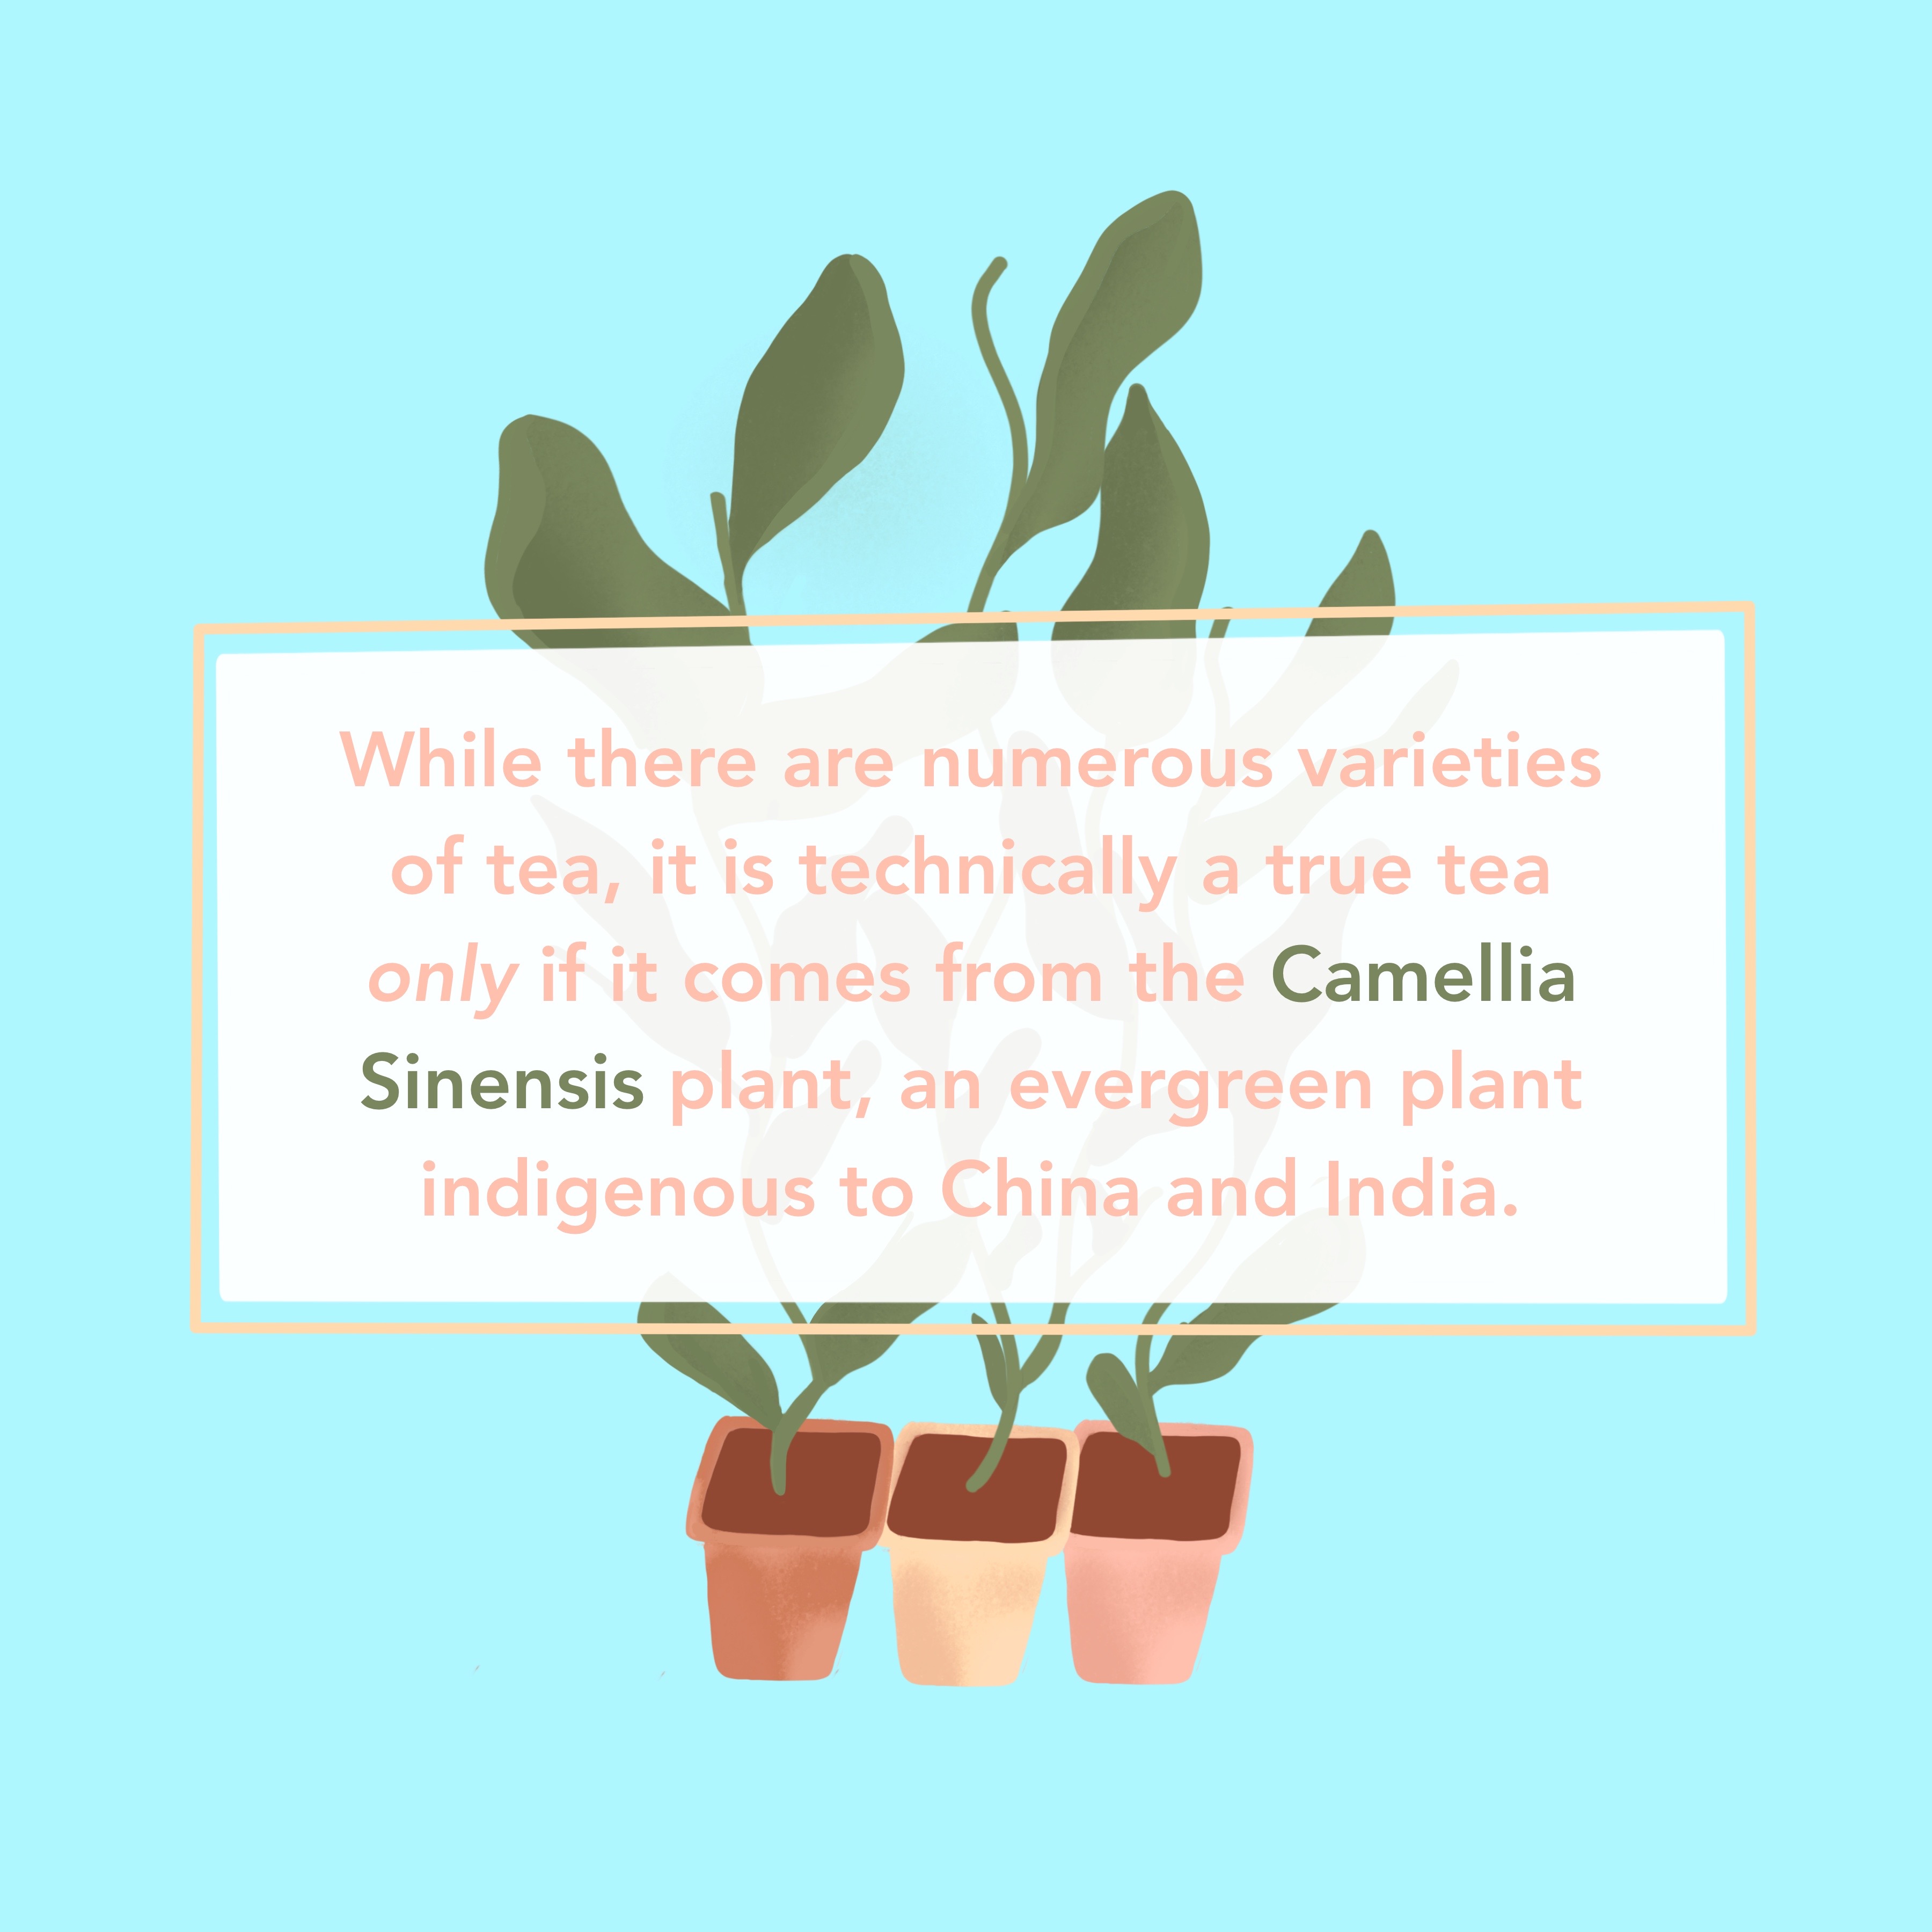 While there are numerous varieties
of tea, it is technically a true tea
only if it comes from the Camellia
Sinensis plant, an evergreen plant
indigenous to China and India.